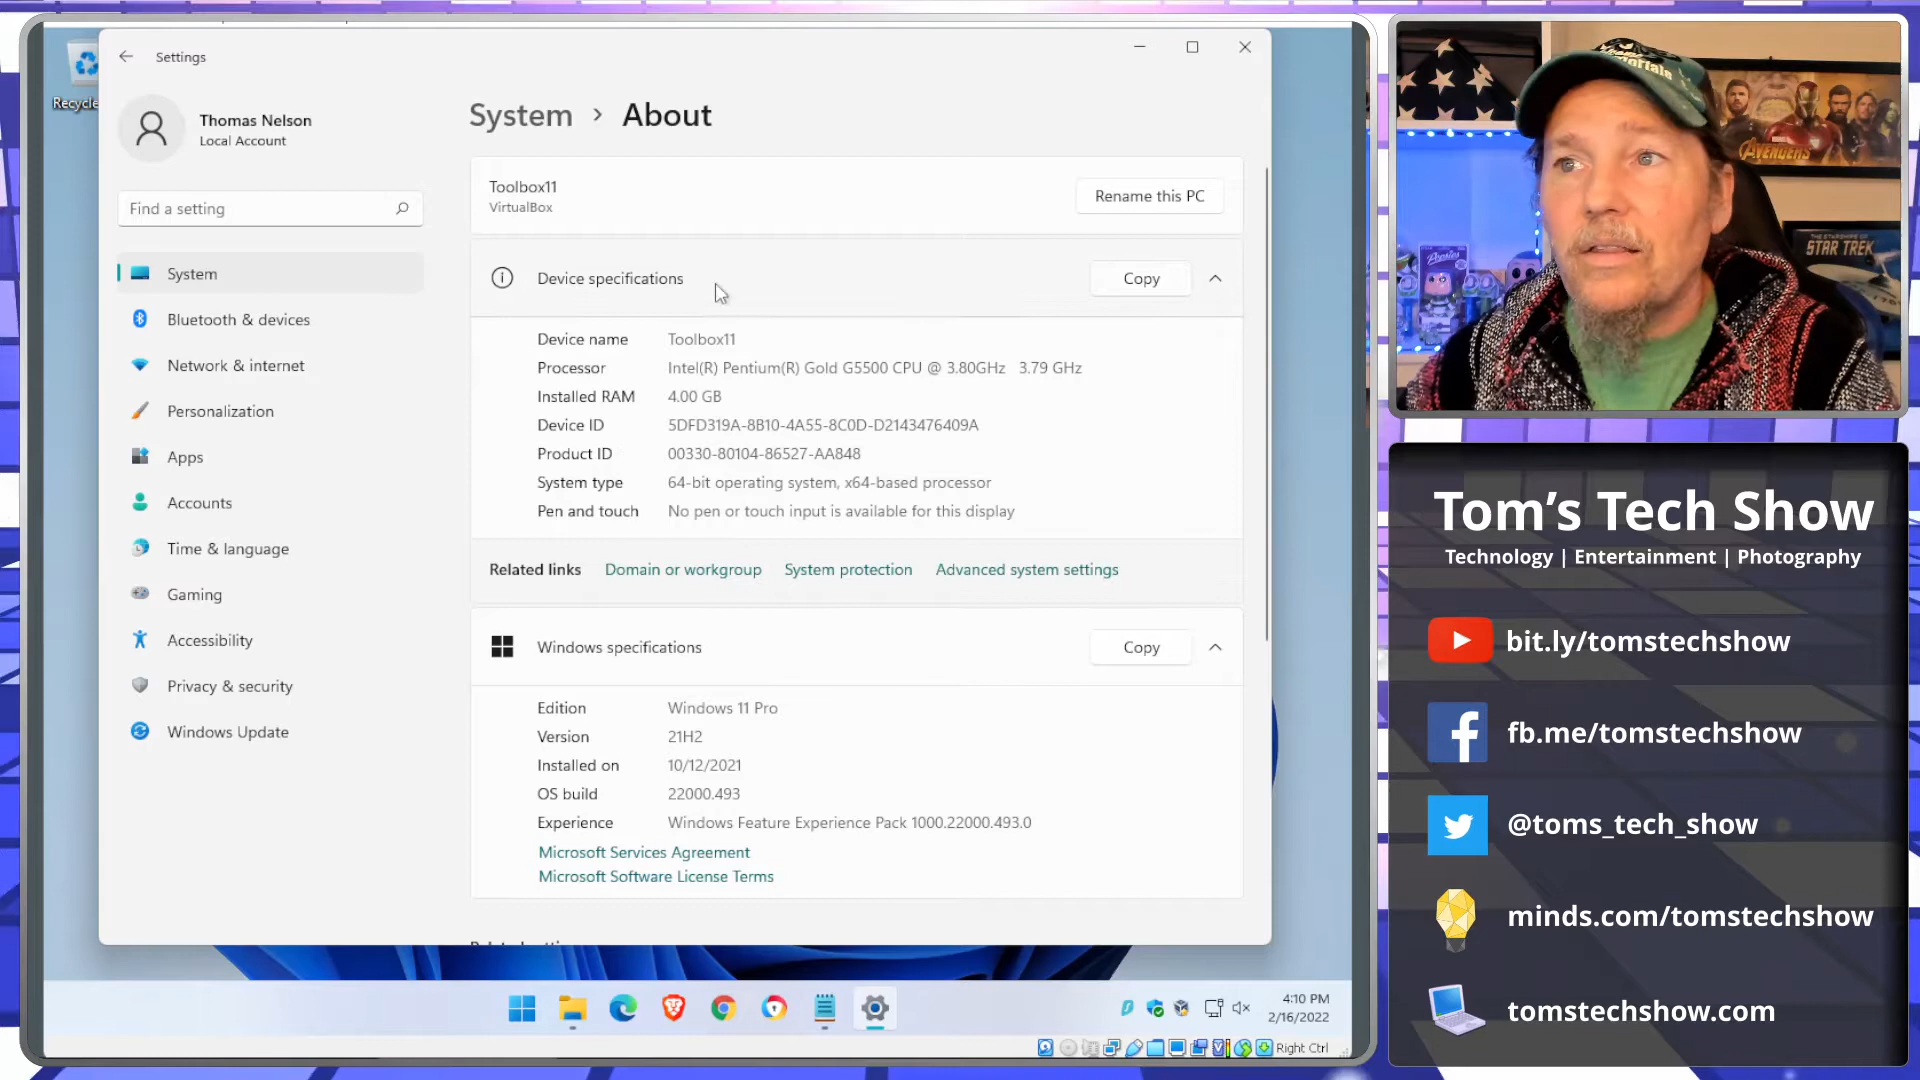 Recycle
Settings
Thomas Nelson
Local Account
Find a setting
System
Bluetooth & devices
Network & internet
Personalization
Apps
Accounts
Time & language
Gaming
Accessibility
Privacy & security
Windows Update
System > About
Toolbox11
VirtualBox
Rename this PC
Device specifications
Copy
Device name Toolbox11
Processor Intel(R) Pentium(R) Gold G5500 CPU @ 3.80GHz 3.79 GHz
Installed RAM 4.00 GB
Device ID 5DFD319A-8B10-4A55-8C0D-D2143476409A
Product ID 00330-80104-86527-AA848
System type 64-bit operating system, x64-based processor
Pen and touch No pen or touch input is available for this display
Related links Domain or workgroup System protection Advanced system settings
Windows specifications
Copy
Edition Windows 11 Pro
Version 21H2
Installed on 10/12/2021
OS build 22000.493
Experience Windows Feature Experience Pack 1000.22000.493.0
Microsoft Services Agreement
Microsoft Software License Terms
4:10 PM
2/16/2022
Right Ctrl
AVENGERS
THE STARSHIPS OF
STAR TREK
Tom's Tech Show
Technology | Entertainment | Photography
bit.ly/tomstechshow
fb.me/tomstechshow
@toms_tech_show
minds.com/tomstechshow
tomstechshow.com